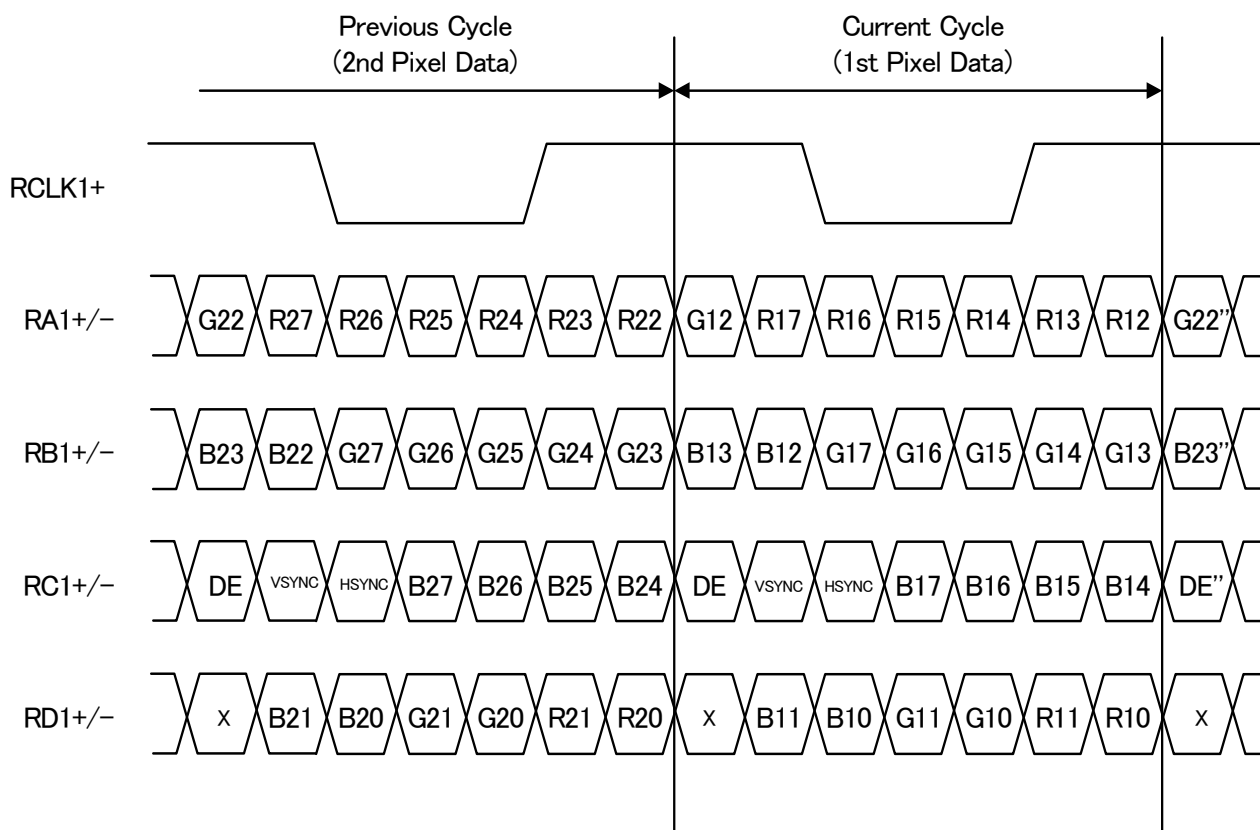 Previous Cycle
(2nd Pixel Data)
Current Cycle
(1st Pixel Data)
RCLK1+
RA1+/- G22 R27 R26 R25 R24 R23 R22 G12 R17 R16 R15 R14 R13 R12 G22''
RB1+/- B23 B22 G27 G26 G25 G24 G23 B13 B12 G17 G16 G15 G14 G13 B23''
RC1+/- DE VSYNC HSYNC B27 B26 B25 B24 DE VSYNC HSYNC B17 B16 B15 B14 DE''
RD1+/- X B21 B20 G21 G20 R21 R20 X B11 B10 G11 G10 R11 R10 X